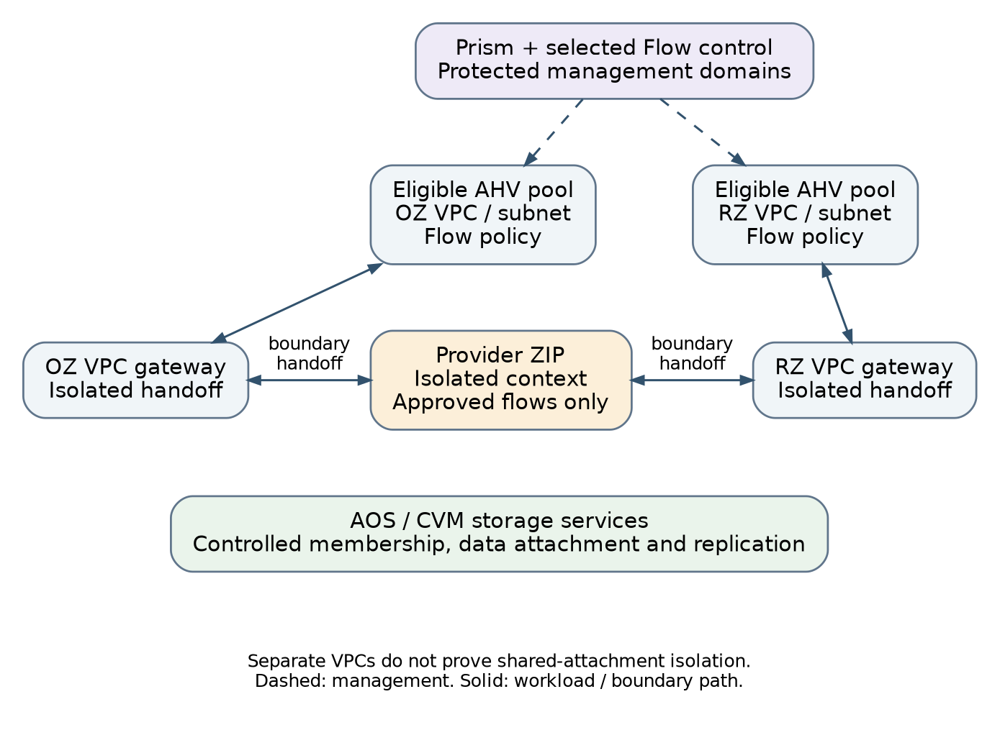 Prism + selected Flow control
Protected management domains
Eligible AHV pool
OZ VPC / subnet
Flow policy
Eligible AHV pool
RZ VPC / subnet
Flow policy
OZ VPC gateway
Isolated handoff
boundary
handoff
Provider ZIP
Isolated context
Approved flows only
boundary
handoff
RZ VPC gateway
Isolated handoff
AOS / CVM storage services
Controlled membership, data attachment and replication
Separate VPCs do not prove shared-attachment isolation.
Dashed: management. Solid: workload / boundary path.